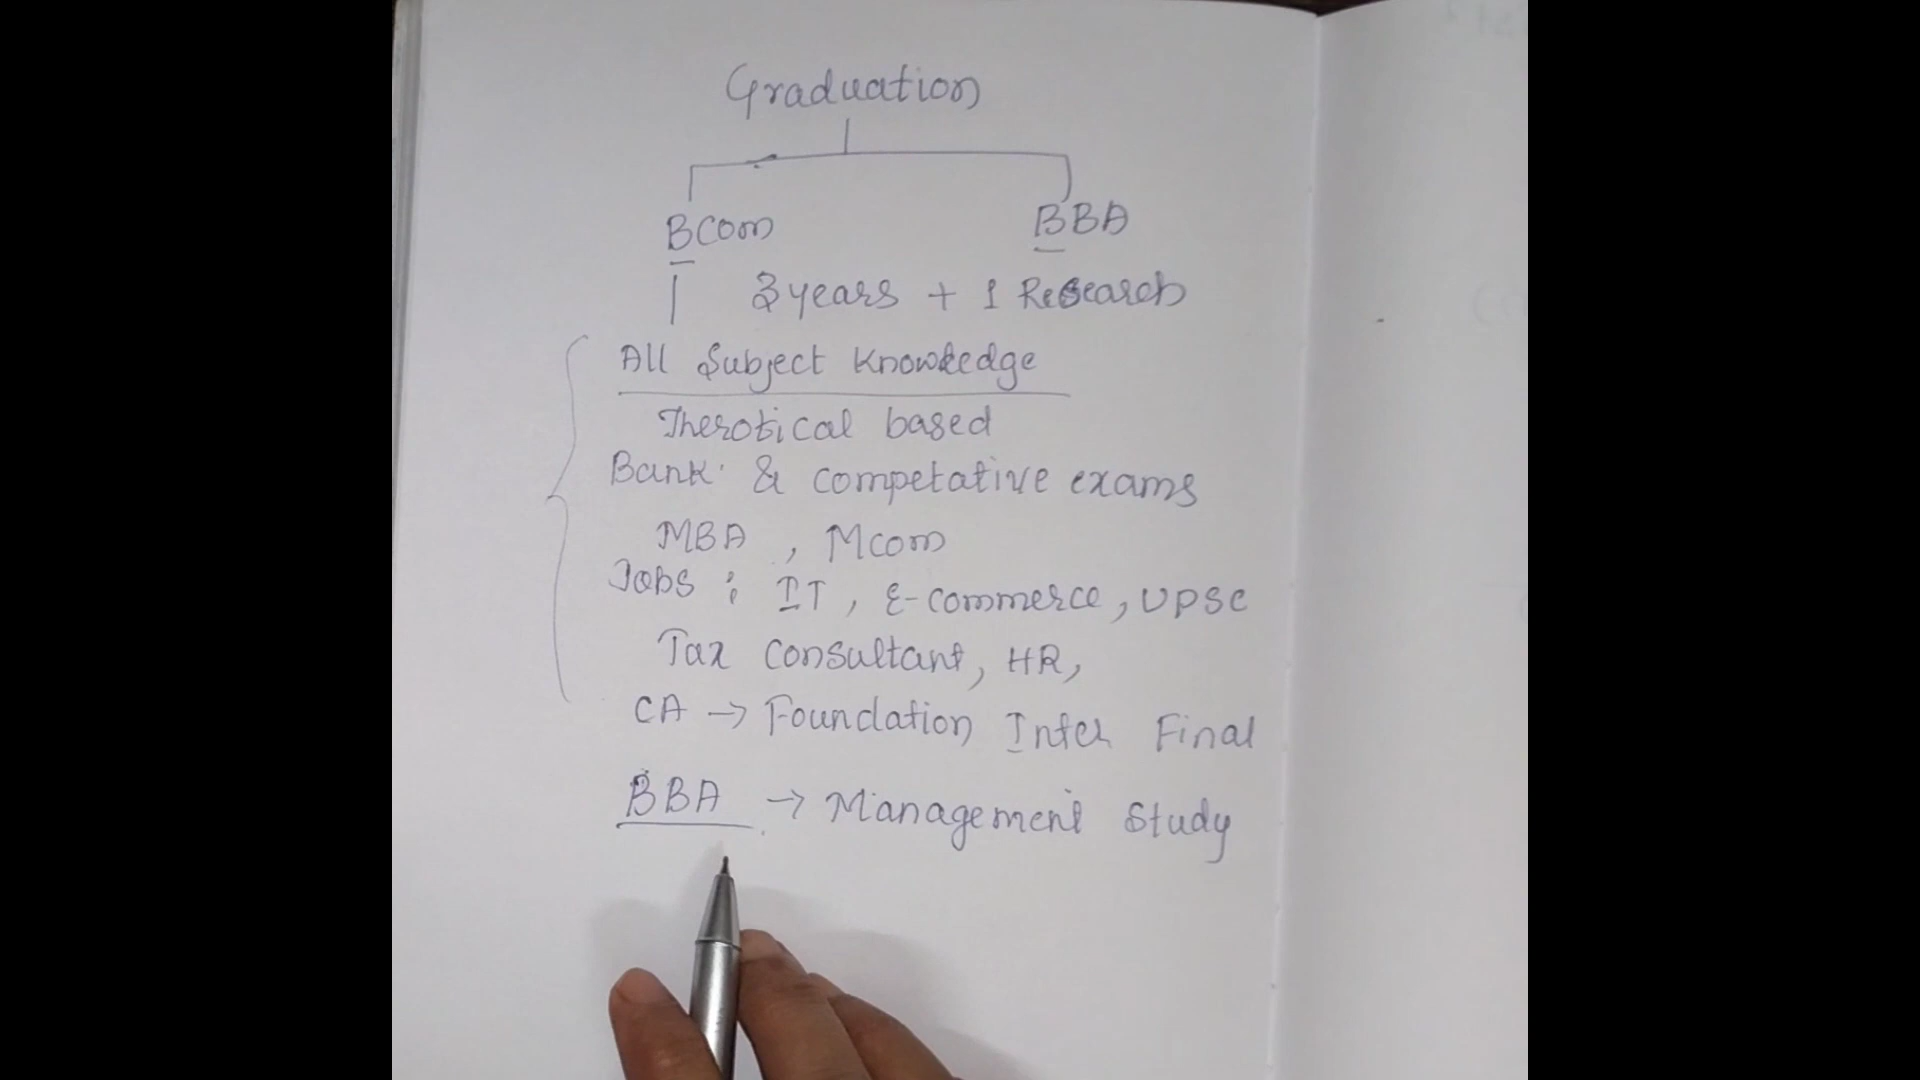 Graduation
BCom BBA
3 years + 1 Research
All Subject Knowledge
Therotical based
Bank & competative exams
MBA, Mcom
Jobs : IT, E-commerce, UPSC
Tax Consultant, HR,
CA → Foundation Inter Final
BBA → Management Study